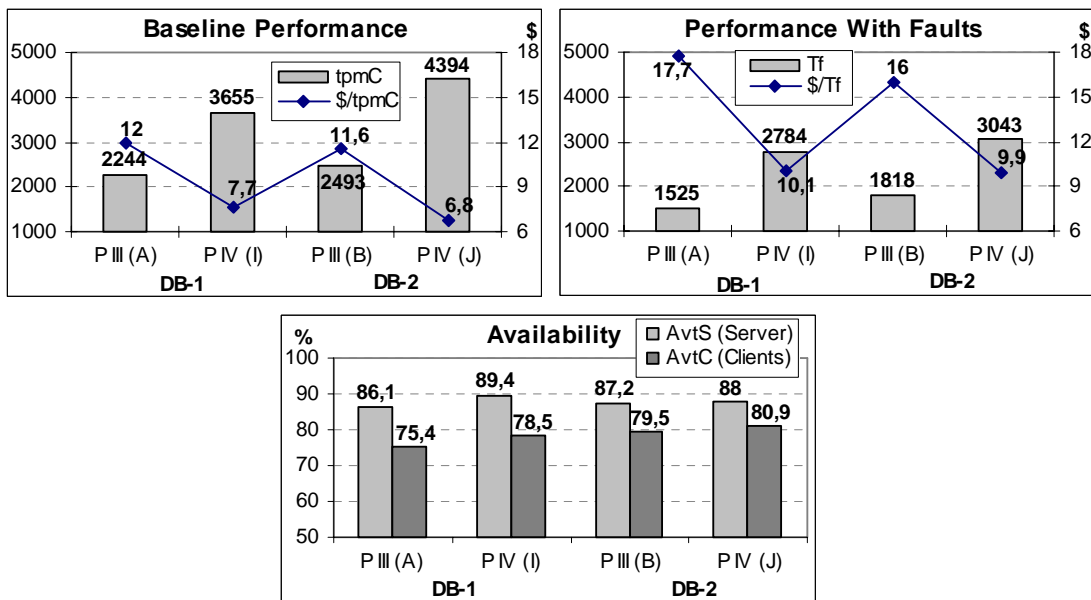 Baseline Performance
$
5000
4000
3000
2000
1000
18
15
12
9
6
tpmC
$/tpmC
2244
3655
2493
4394
12
7,7
11,6
6,8
P III (A)
P IV (I)
P III (B)
P IV (J)
DB-1
DB-2
Performance With Faults
$
5000
4000
3000
2000
1000
18
15
12
9
6
Tf
$/Tf
17,7
10,1
16
9,9
1525
2784
1818
3043
P III (A)
P IV (I)
P III (B)
P IV (J)
DB-1
DB-2
%
Availability
AvtS (Server)
AvtC (Clients)
100
90
80
70
60
50
86,1
75,4
89,4
78,5
87,2
79,5
88
80,9
P III (A)
P IV (I)
P III (B)
P IV (J)
DB-1
DB-2